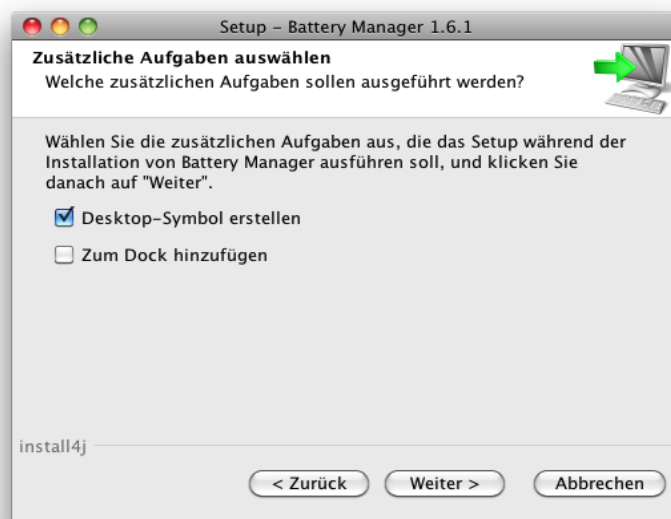 Setup – Battery Manager 1.6.1
Zusätzliche Aufgaben auswählen
Welche zusätzlichen Aufgaben sollen ausgeführt werden?
Wählen Sie die zusätzlichen Aufgaben aus, die das Setup während der
Installation von Battery Manager ausführen soll, und klicken Sie
danach auf "Weiter".
Desktop-Symbol erstellen
Zum Dock hinzufügen
install4j
< Zurück
Weiter >
Abbrechen